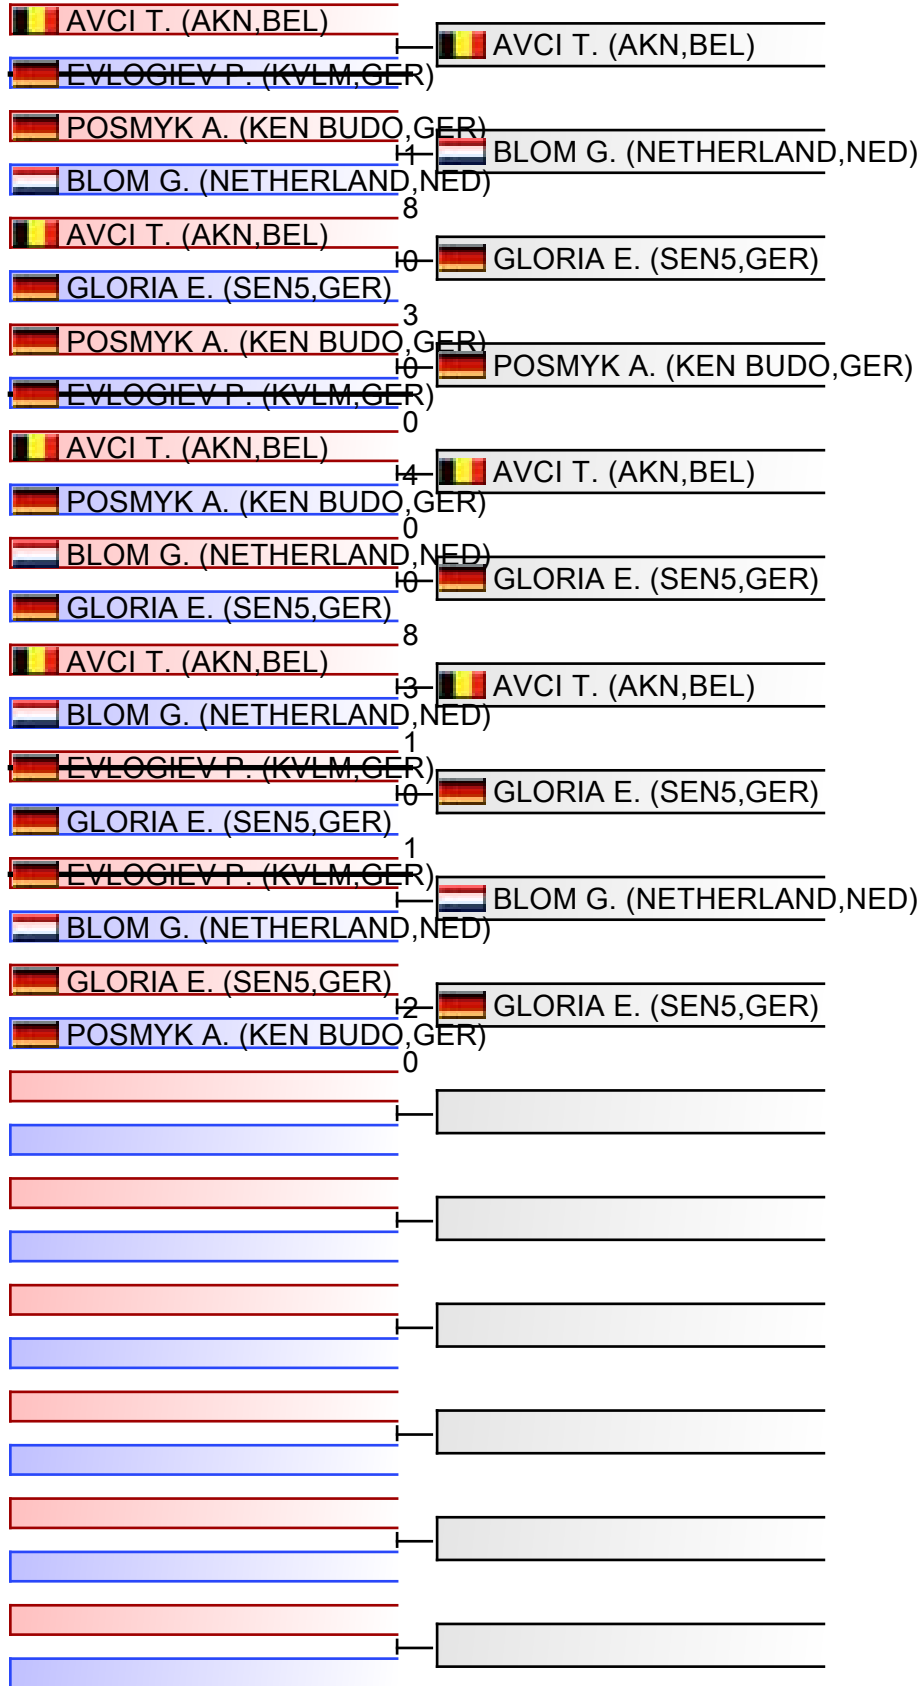 AVCI T. (AKN,BEL)
AVCI T. (AKN,BEL)
EVLOGIEV P. (KVLM,GER)
POSMYK A. (KEN BUDO,GER)
1
BLOM G. (NETHERLAND,NED)
BLOM G. (NETHERLAND,NED)
8
AVCI T. (AKN,BEL)
0
GLORIA E. (SEN5,GER)
GLORIA E. (SEN5,GER)
3
POSMYK A. (KEN BUDO,GER)
0
POSMYK A. (KEN BUDO,GER)
EVLOGIEV P. (KVLM,GER)
0
AVCI T. (AKN,BEL)
4
AVCI T. (AKN,BEL)
POSMYK A. (KEN BUDO,GER)
0
BLOM G. (NETHERLAND,NED)
0
GLORIA E. (SEN5,GER)
GLORIA E. (SEN5,GER)
8
AVCI T. (AKN,BEL)
3
AVCI T. (AKN,BEL)
BLOM G. (NETHERLAND,NED)
1
EVLOGIEV P. (KVLM,GER)
0
GLORIA E. (SEN5,GER)
GLORIA E. (SEN5,GER)
1
EVLOGIEV P. (KVLM,GER)
BLOM G. (NETHERLAND,NED)
BLOM G. (NETHERLAND,NED)
GLORIA E. (SEN5,GER)
2
GLORIA E. (SEN5,GER)
POSMYK A. (KEN BUDO,GER)
0